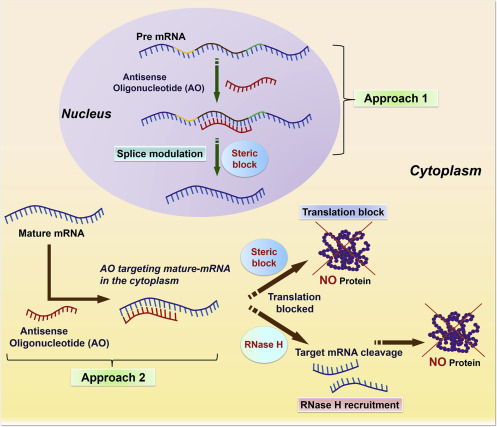 Pre mRNA
Antisense
Oligonucleotide (AO)
Approach 1
Nucleus
Splice modulation
Steric
block
Cytoplasm
Mature mRNA
AO targeting mature-mRNA
in the cytoplasm
Antisense
Oligonucleotide (AO)
Approach 2
Steric
block
Translation
blocked
RNase H
Translation block
NO Protein
Target mRNA cleavage
NO Protein
RNase H recruitment